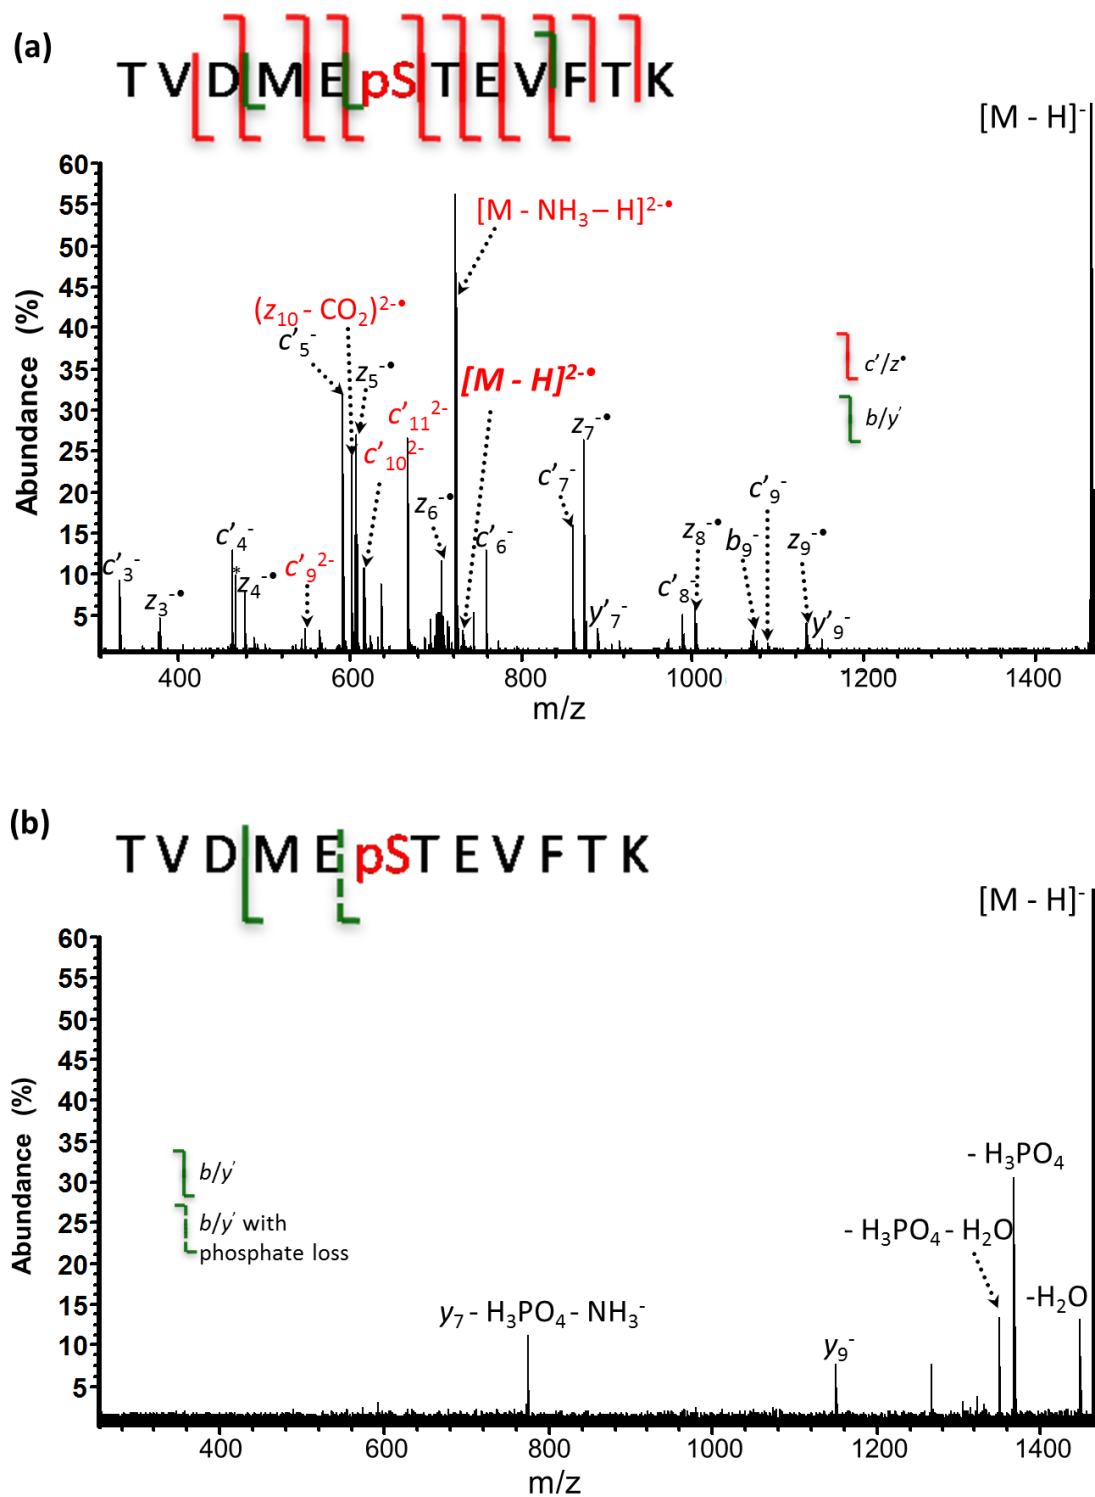 (a)
T V D M E pS T E V F T K
[M - H]-
60
55
50
45
40
35
30
25
20
15
10
5
Abundance (%)
[M - NH3 – H]2-•
(z10 - CO2)2-•
c'5-
z5-•
[M - H]2-•
c'112-
c'102-
z7-•
c'/z•
b/y'
z6-•
c'7-
c'9-
c'4-
*
c'6-
z8-•
b9-
z9-•
c'3-
z3-•
z4-•
c'92-
y'7-
c'8-
y'9-
400 600 800 1000 1200 1400
m/z
(b)
T V D M E pS T E V F T K
[M - H]-
60
55
50
45
40
35
30
25
20
15
10
5
Abundance (%)
b/y'
b/y' with
phosphate loss
- H3PO4
- H3PO4 - H2O
-H2O
y7 - H3PO4 - NH3-
y9-
400 600 800 1000 1200 1400
m/z